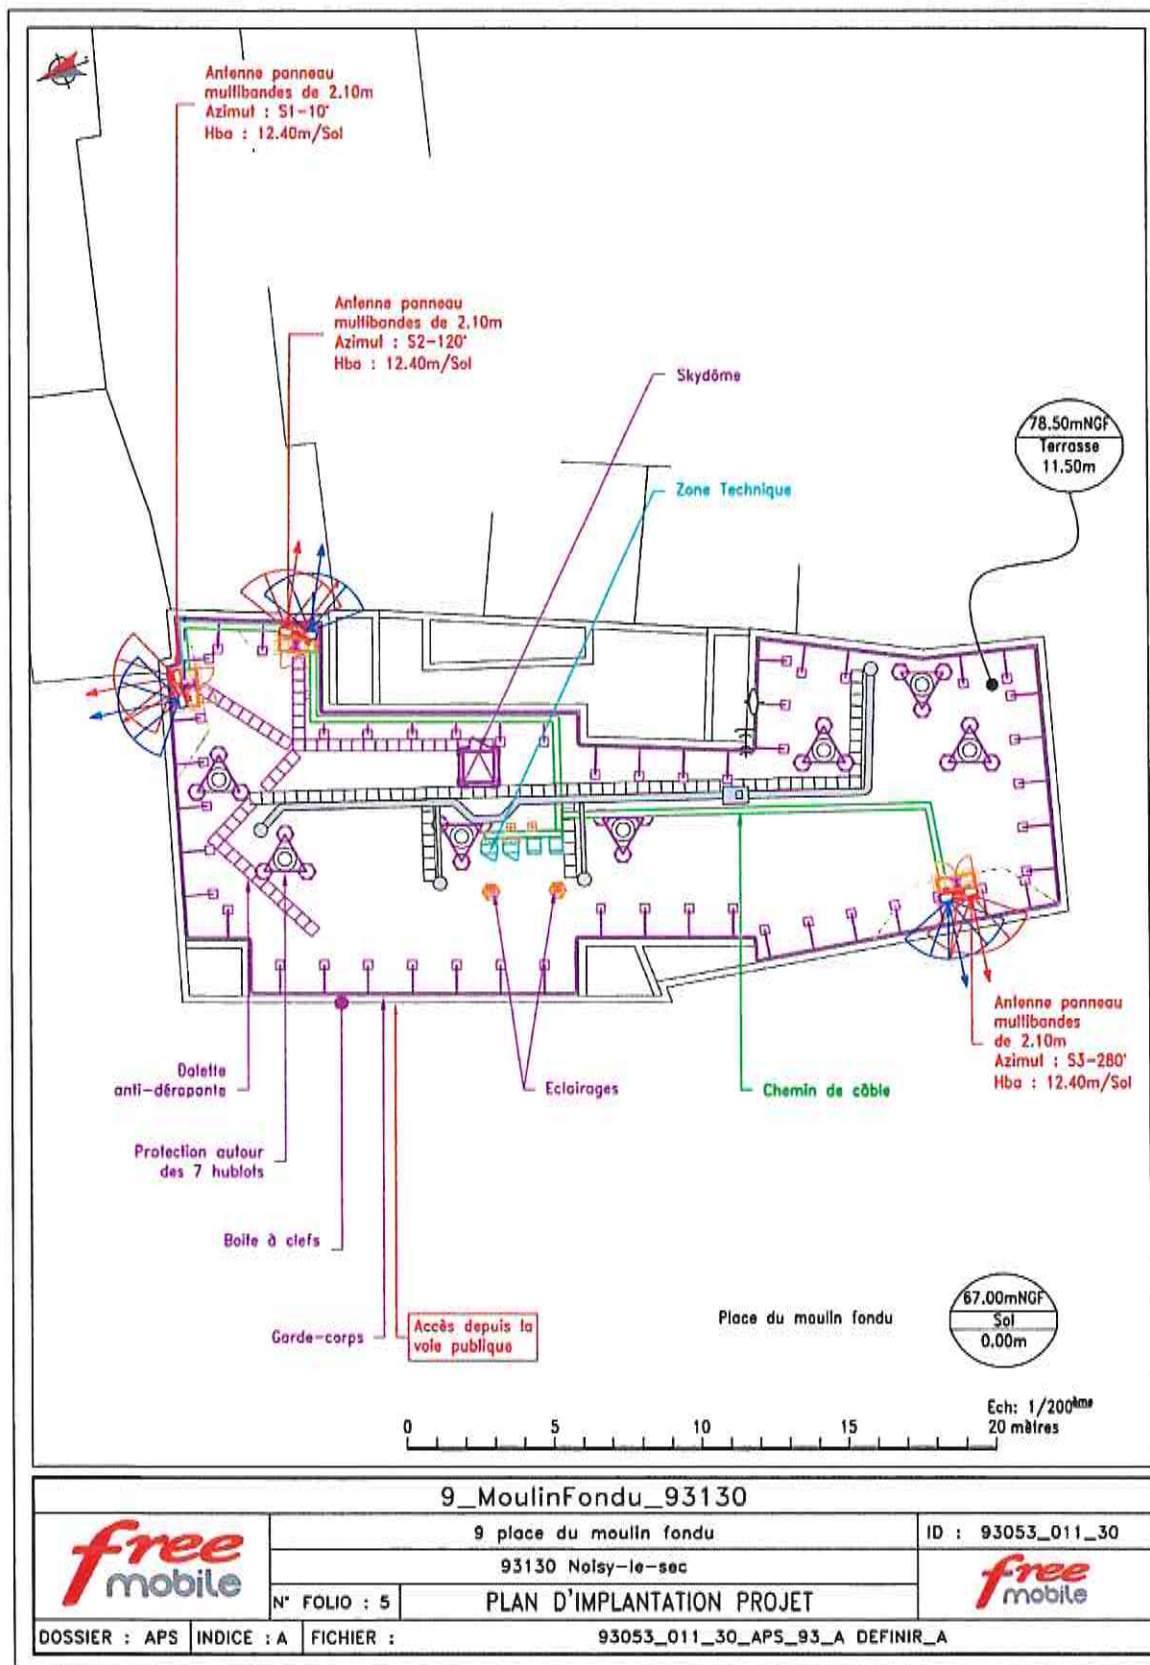 Antenne panneau
multibandes de 2.10m
Azimut : S1-10°
Hba : 12.40m/Sol
Antenne panneau
multibandes de 2.10m
Azimut : S2-120°
Hba : 12.40m/Sol
Skydôme
78.50mNGF
Terrasse
11.50m
Zone Technique
Antenne panneau
multibandes
de 2.10m
Azimut : S3-280°
Hba : 12.40m/Sol
Dalette
anti-dérapante
Eclairages
Chemin de câble
Protection autour
des 7 hublots
Boite à clefs
Garde-corps
Accès depuis la
voie publique
Place du moulin fondu
67.00mNGF
Sol
0.00m
Ech: 1/200ème
0 5 10 15 20 mètres
9_MoulinFondu_93130
free
mobile
9 place du moulin fondu
ID : 93053_011_30
93130 Noisy-le-sec
free
mobile
N° FOLIO : 5
PLAN D'IMPLANTATION PROJET
DOSSIER : APS
INDICE : A
FICHIER :
93053_011_30_APS_93_A DEFINIR_A